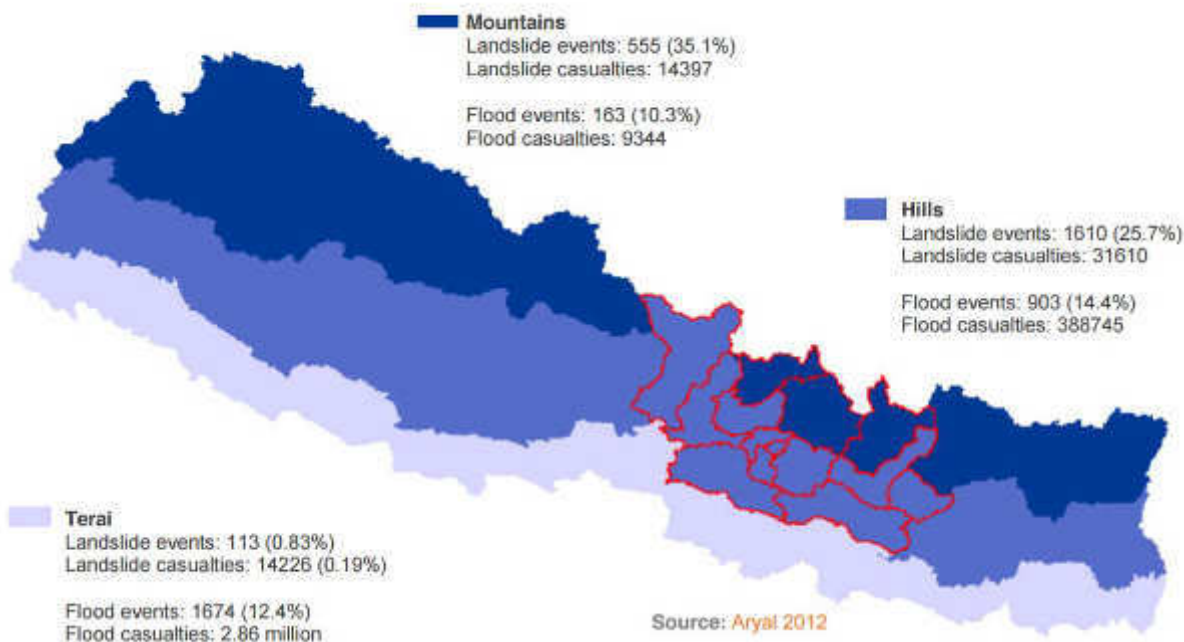 Mountains
Landslide events: 555 (35.1%)
Landslide casualties: 14397
Flood events: 163 (10.3%)
Flood casualties: 9344
Hills
Landslide events: 1610 (25.7%)
Landslide casualties: 31610
Flood events: 903 (14.4%)
Flood casualties: 388745
Terai
Landslide events: 113 (0.83%)
Landslide casualties: 14226 (0.19%)
Flood events: 1674 (12.4%)
Flood casualties: 2.86 million
Source: Aryal 2012